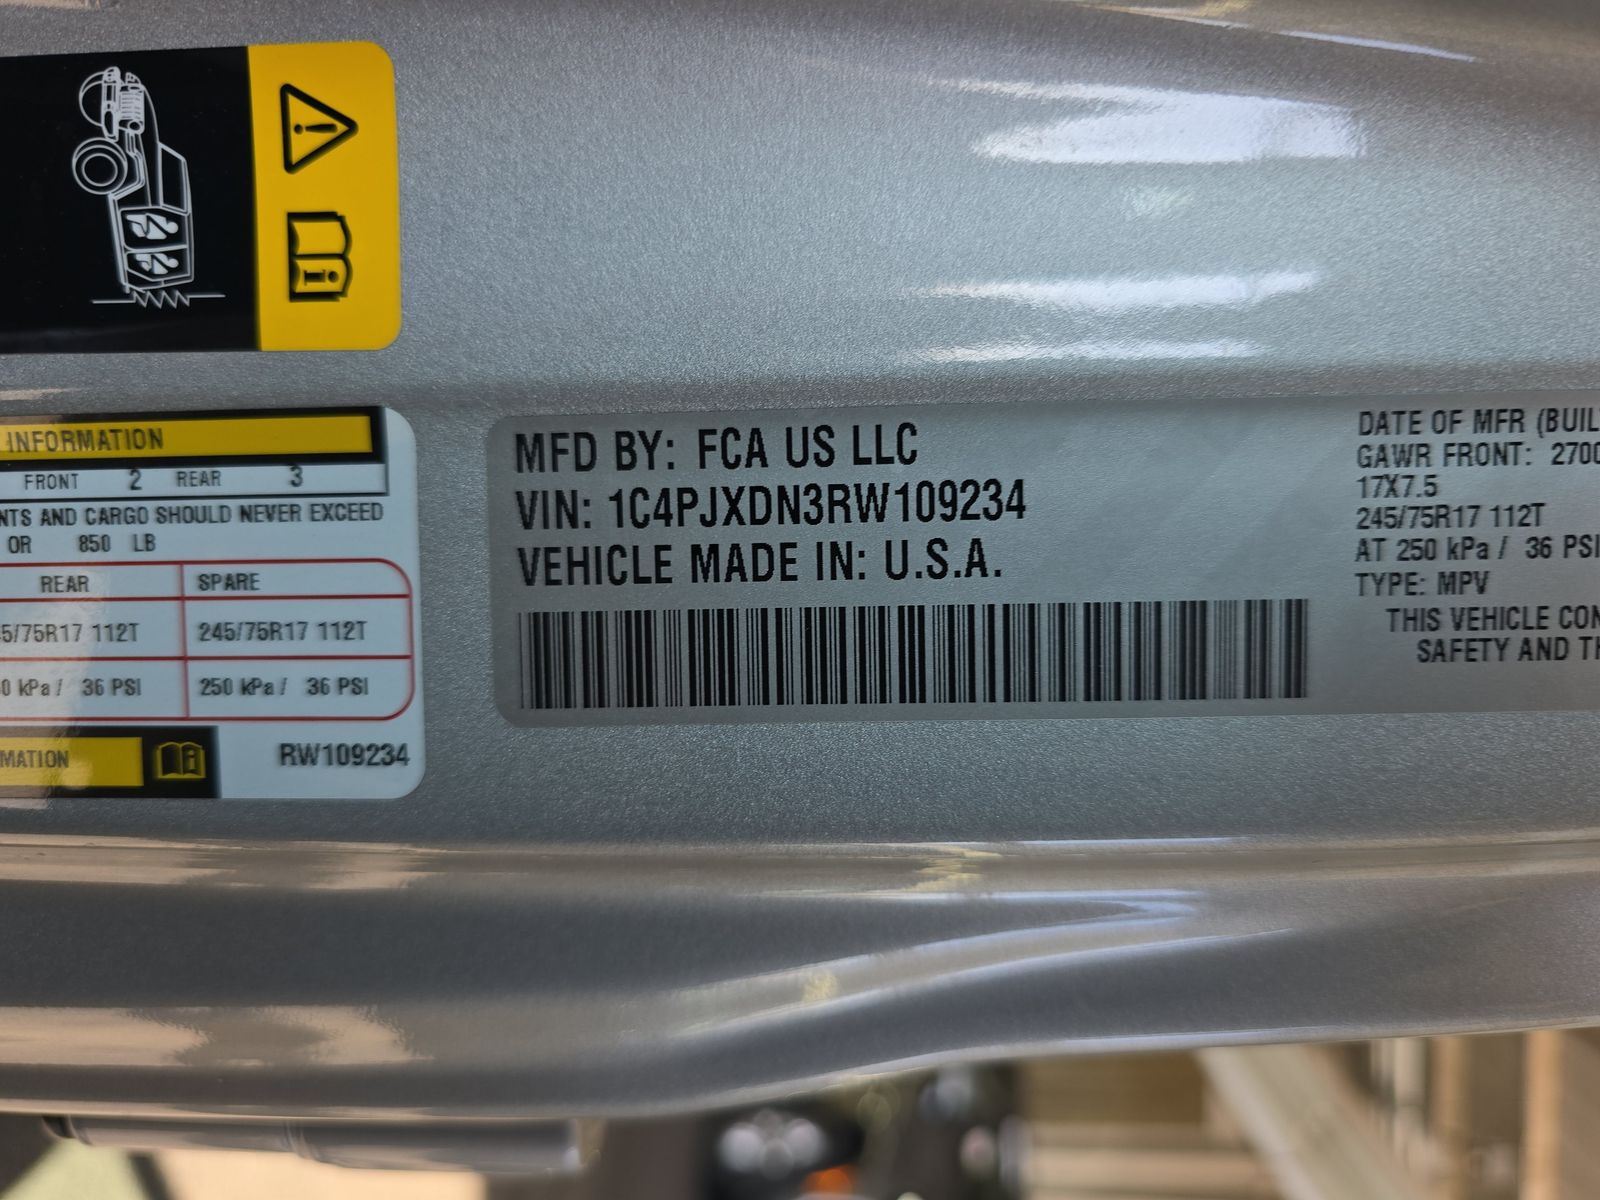 INFORMATION
FRONT 2 REAR 3
AND CARGO SHOULD NEVER EXCEED
OR 850 LB
REAR SPARE
5/75R17 112T 245/75R17 112T
0 kPa / 36 PSI 250 kPa / 36 PSI
RW109234
MFD BY: FCA US LLC
VIN: 1C4PJXDN3RW109234
VEHICLE MADE IN: U.S.A.
DATE OF MFR (BUIL
GAWR FRONT: 2700
17X7.5
245/75R17 112T
AT 250 kPa / 36 PSI
TYPE: MPV
THIS VEHICLE CON
SAFETY AND TH